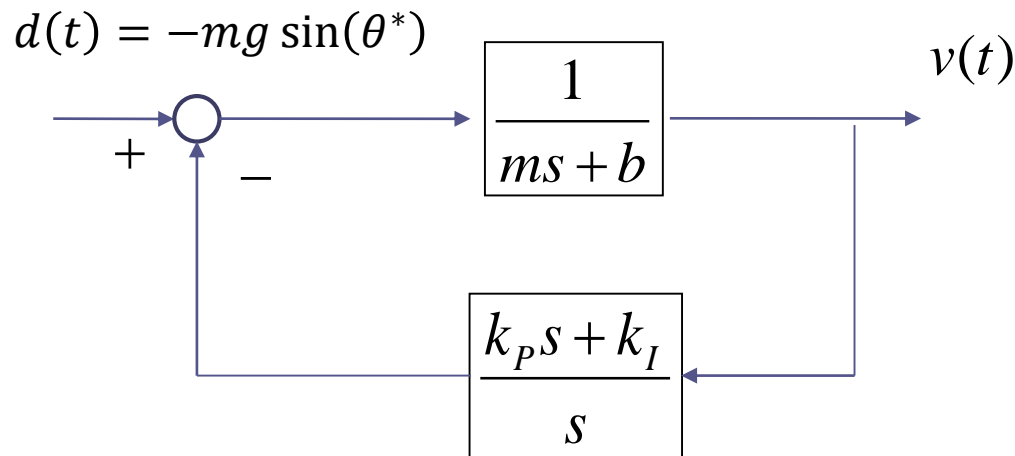 d(t) = −mg sin(θ*)
v(t)
1
ms + b
+
−
k_P s + k_I
s